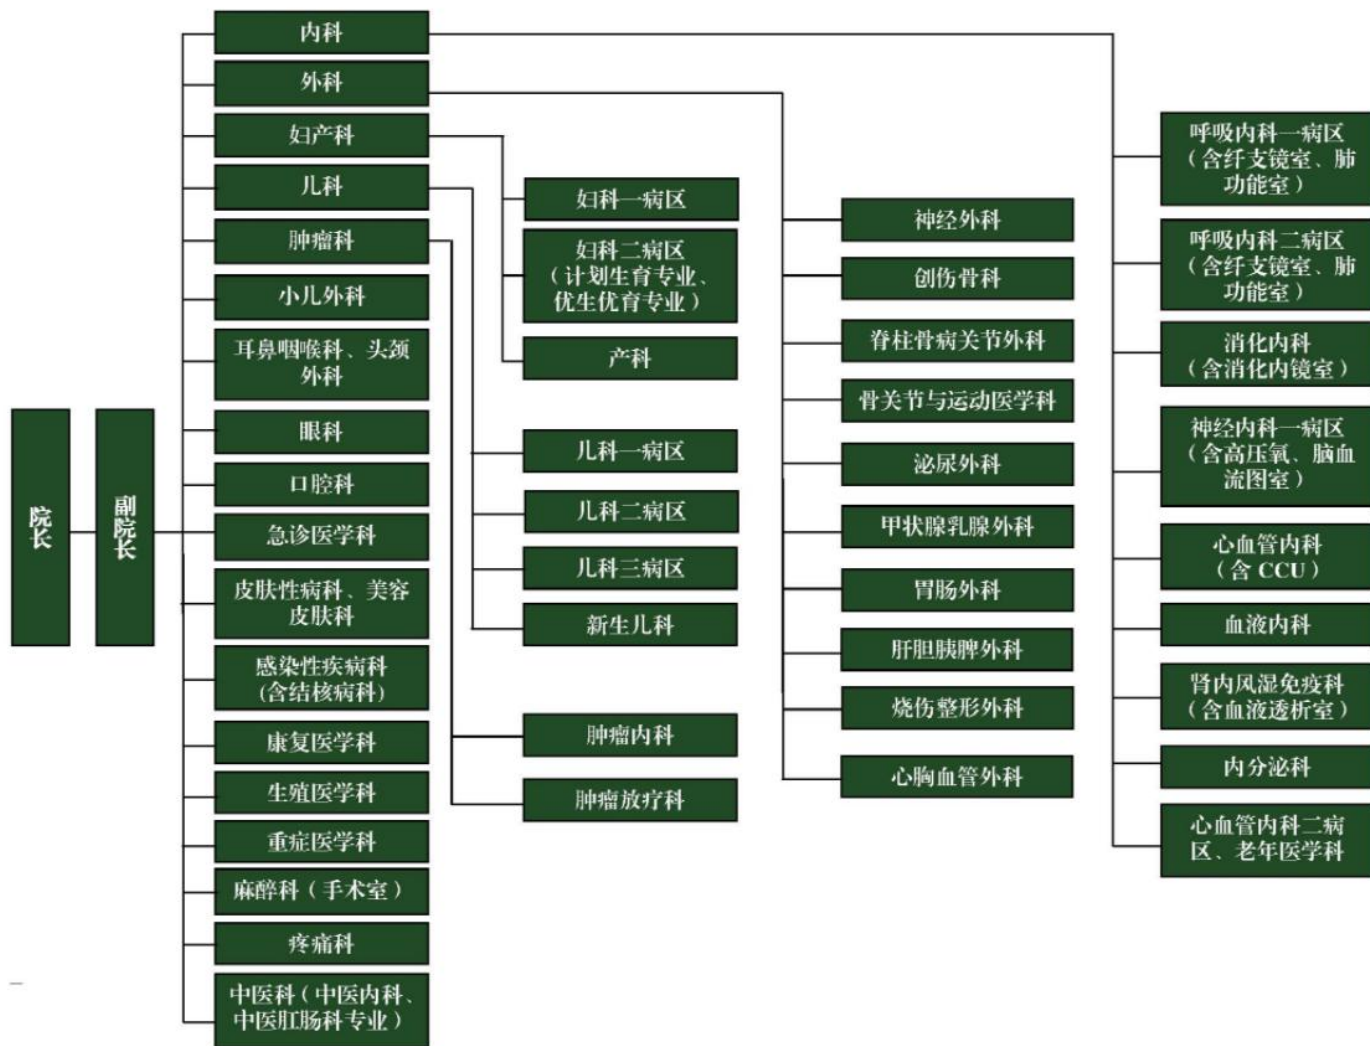 院长
副院长
内科
外科
妇产科
儿科
肿瘤科
小儿外科
耳鼻咽喉科、头颈
外科
眼科
口腔科
急诊医学科
皮肤性病科、美容
皮肤科
感染性疾病科
(含结核病科)
康复医学科
生殖医学科
重症医学科
麻醉科（手术室）
疼痛科
中医科（中医内科、
中医肛肠科专业）
妇科一病区
妇科二病区
（计划生育专业、
优生优育专业）
产科
儿科一病区
儿科二病区
儿科三病区
新生儿科
肿瘤内科
肿瘤放疗科
神经外科
创伤骨科
脊柱骨病关节外科
骨关节与运动医学科
泌尿外科
甲状腺乳腺外科
胃肠外科
肝胆胰脾外科
烧伤整形外科
心胸血管外科
呼吸内科一病区
（含纤支镜室、肺
功能室）
呼吸内科二病区
（含纤支镜室、肺
功能室）
消化内科
（含消化内镜室）
神经内科一病区
（含高压氧、脑血
流图室）
心血管内科
（含 CCU）
血液内科
肾内风湿免疫科
（含血液透析室）
内分泌科
心血管内科二病
区、老年医学科